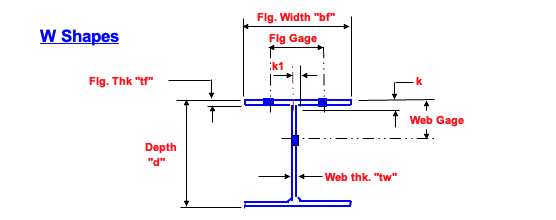 Flg. Width "bf"
W Shapes
Flg Gage
k1
Flg. Thk "tf"
k
Web Gage
Depth
"d"
Web thk. "tw"